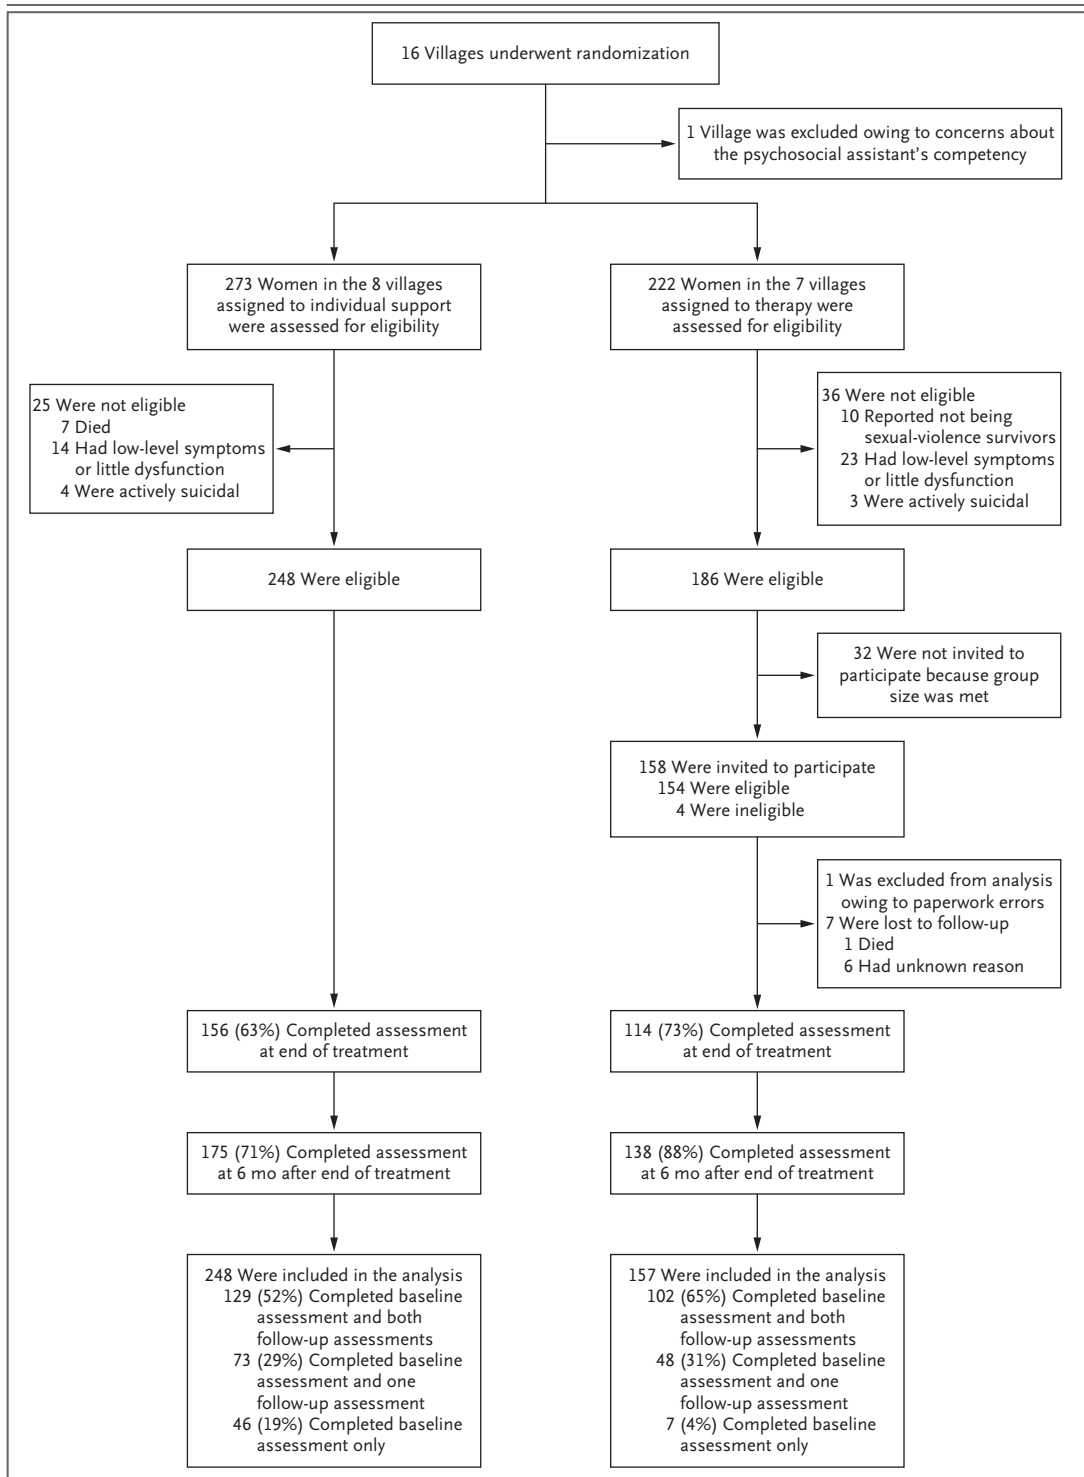 16 Villages underwent randomization
1 Village was excluded owing to concerns about
the psychosocial assistant's competency
273 Women in the 8 villages
assigned to individual support
were assessed for eligibility
222 Women in the 7 villages
assigned to therapy were
assessed for eligibility
25 Were not eligible
7 Died
14 Had low-level symptoms
or little dysfunction
4 Were actively suicidal
36 Were not eligible
10 Reported not being
sexual-violence survivors
23 Had low-level symptoms
or little dysfunction
3 Were actively suicidal
248 Were eligible
186 Were eligible
32 Were not invited to
participate because group
size was met
158 Were invited to participate
154 Were eligible
4 Were ineligible
1 Was excluded from analysis
owing to paperwork errors
7 Were lost to follow-up
1 Died
6 Had unknown reason
156 (63%) Completed assessment
at end of treatment
114 (73%) Completed assessment
at end of treatment
175 (71%) Completed assessment
at 6 mo after end of treatment
138 (88%) Completed assessment
at 6 mo after end of treatment
248 Were included in the analysis
129 (52%) Completed baseline
assessment and both
follow-up assessments
73 (29%) Completed baseline
assessment and one
follow-up assessment
46 (19%) Completed baseline
assessment only
157 Were included in the analysis
102 (65%) Completed baseline
assessment and both
follow-up assessments
48 (31%) Completed baseline
assessment and one
follow-up assessment
7 (4%) Completed baseline
assessment only